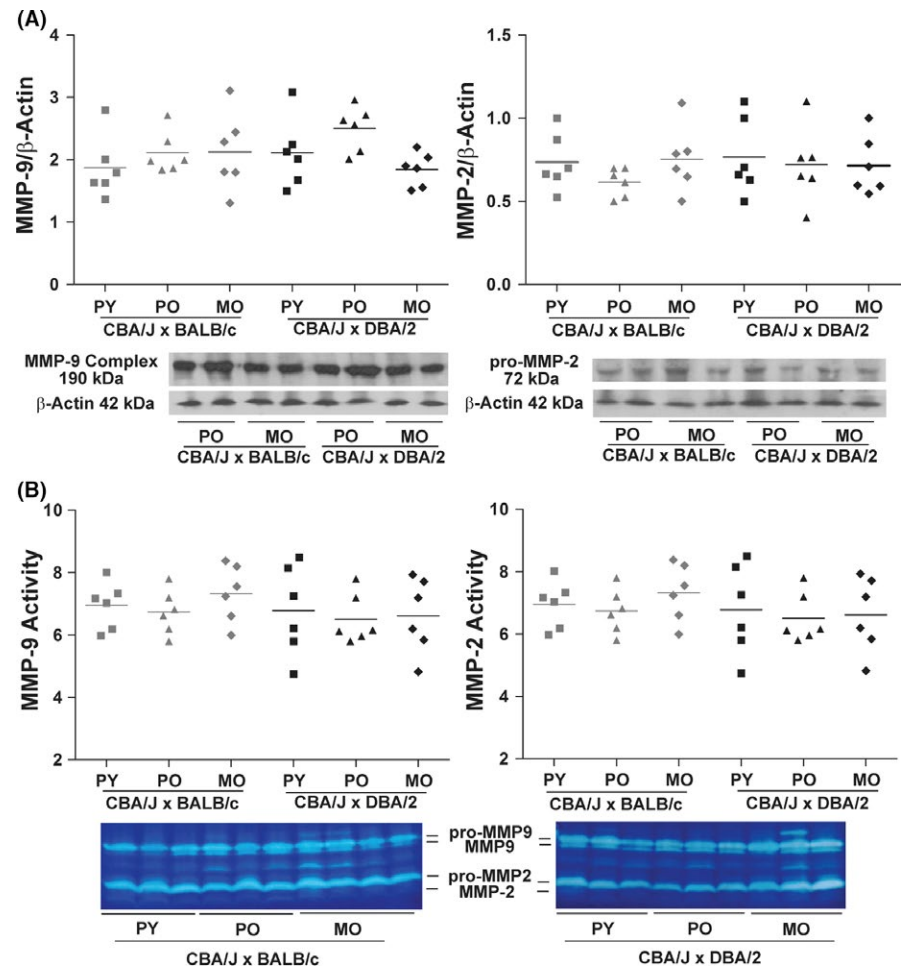 (A)
4
3
2
1
0
MMP-9/β-Actin
PY PO MO PY PO MO
CBA/J x BALB/c CBA/J x DBA/2
1.5
1.0
0.5
0.0
MMP-2/β-Actin
PY PO MO PY PO MO
CBA/J x BALB/c CBA/J x DBA/2
MMP-9 Complex
190 kDa
β-Actin 42 kDa
PO MO PO MO
CBA/J x BALB/c CBA/J x DBA/2
pro-MMP-2
72 kDa
β-Actin 42 kDa
PO MO PO MO
CBA/J x BALB/c CBA/J x DBA/2
(B)
10
8
6
4
2
MMP-9 Activity
PY PO MO PY PO MO
CBA/J x BALB/c CBA/J x DBA/2
10
8
6
4
2
MMP-2 Activity
PY PO MO PY PO MO
CBA/J x BALB/c CBA/J x DBA/2
pro-MMP9
MMP9
pro-MMP2
MMP-2
PY PO MO
CBA/J x BALB/c
PY PO MO
CBA/J x DBA/2